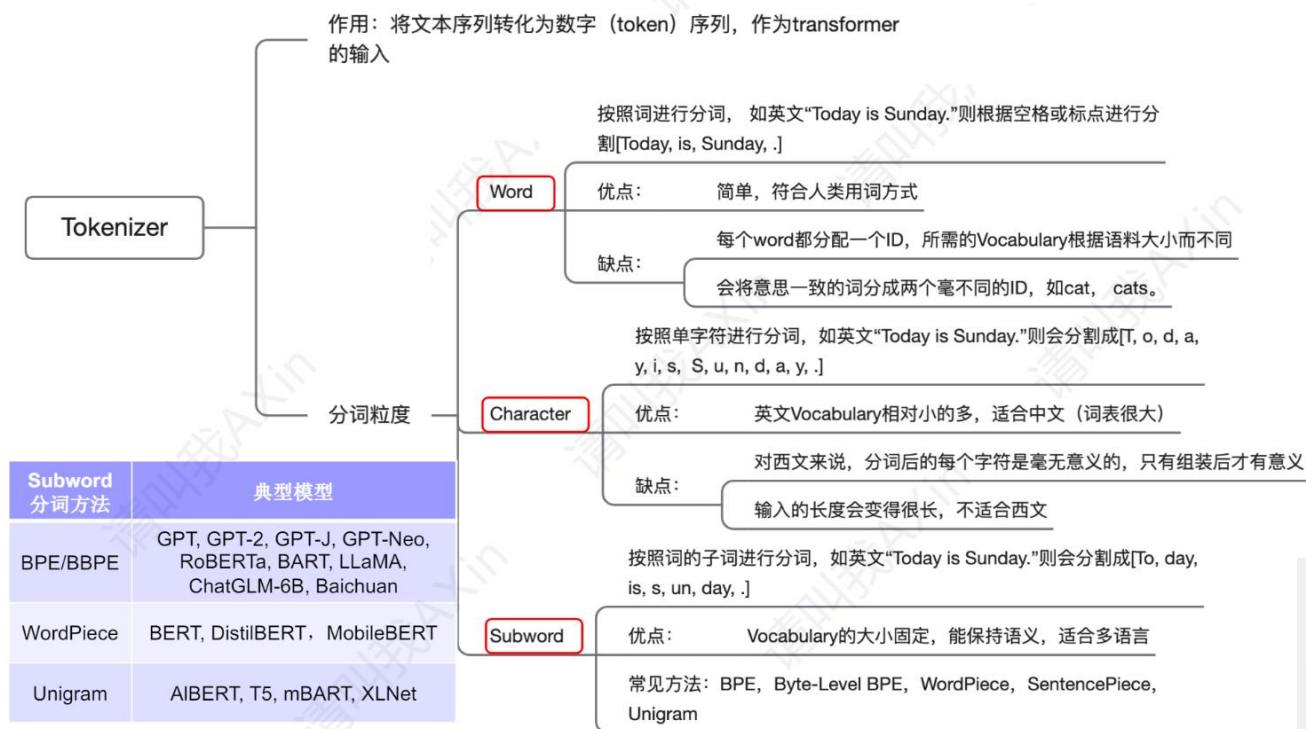 作用：将文本序列转化为数字（token）序列，作为transformer
的输入
Tokenizer
分词粒度
Word
按照词进行分词， 如英文“Today is Sunday.”则根据空格或标点进行分
割[Today, is, Sunday, .]
优点： 简单，符合人类用词方式
缺点：
每个word都分配一个ID，所需的Vocabulary根据语料大小而不同
会将意思一致的词分成两个毫不同的ID，如cat， cats。
Character
按照单字符进行分词，如英文“Today is Sunday.”则会分割成[T, o, d, a,
y, i, s, S, u, n, d, a, y, .]
优点： 英文Vocabulary相对小的多，适合中文（词表很大）
缺点：
对西文来说，分词后的每个字符是毫无意义的，只有组装后才有意义
输入的长度会变得很长，不适合西文
Subword
按照词的子词进行分词，如英文“Today is Sunday.”则会分割成[To, day,
is, s, un, day, .]
优点： Vocabulary的大小固定，能保持语义，适合多语言
常见方法：BPE，Byte-Level BPE，WordPiece，SentencePiece，
Unigram
Subword
分词方法
典型模型
BPE/BBPE
GPT, GPT-2, GPT-J, GPT-Neo,
RoBERTa, BART, LLaMA,
ChatGLM-6B, Baichuan
WordPiece
BERT, DistilBERT，MobileBERT
Unigram
AlBERT, T5, mBART, XLNet
请叫我AXin